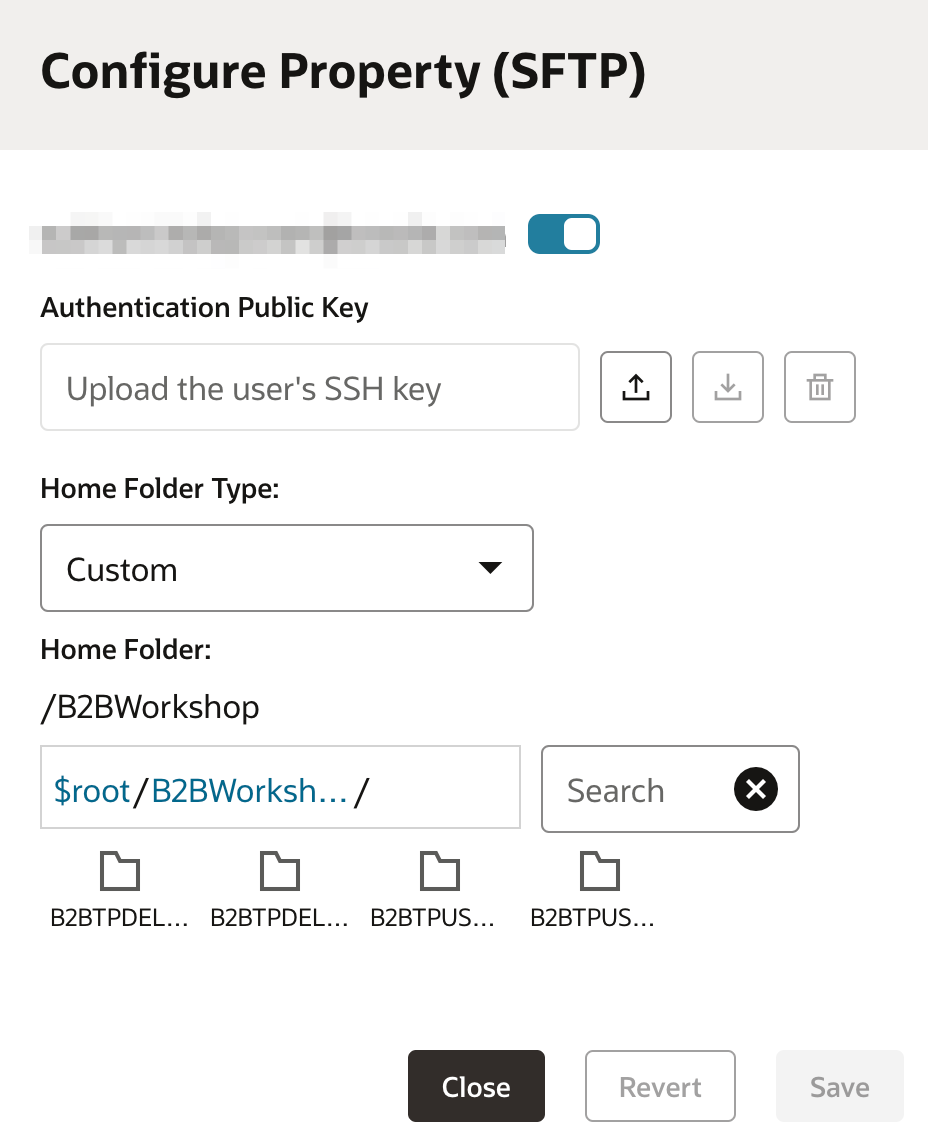 Configure Property (SFTP)
Authentication Public Key
Upload the user's SSH key
Home Folder Type:
Custom
Home Folder:
/B2BWorkshop
$root/B2BWorksh.../
Search
B2BTPDEL... B2BTPDEL... B2BTPUS... B2BTPUS...
Close Revert Save